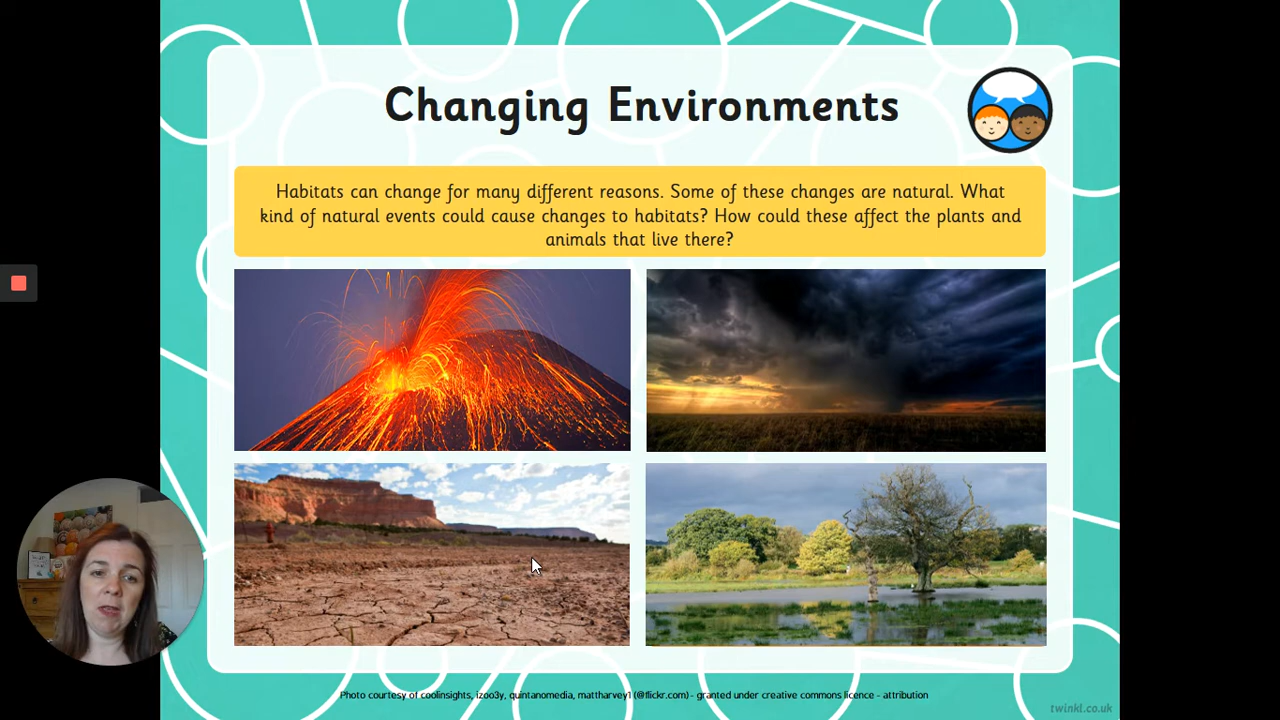 Changing Environments
Habitats can change for many different reasons. Some of these changes are natural. What
kind of natural events could cause changes to habitats? How could these affect the plants and
animals that live there?
Photo courtesy of coolinsights, izoo3y, quintanomedia, mattharvey1 (@flickr.com) - granted under creative commons licence - attribution
twinkl.co.uk